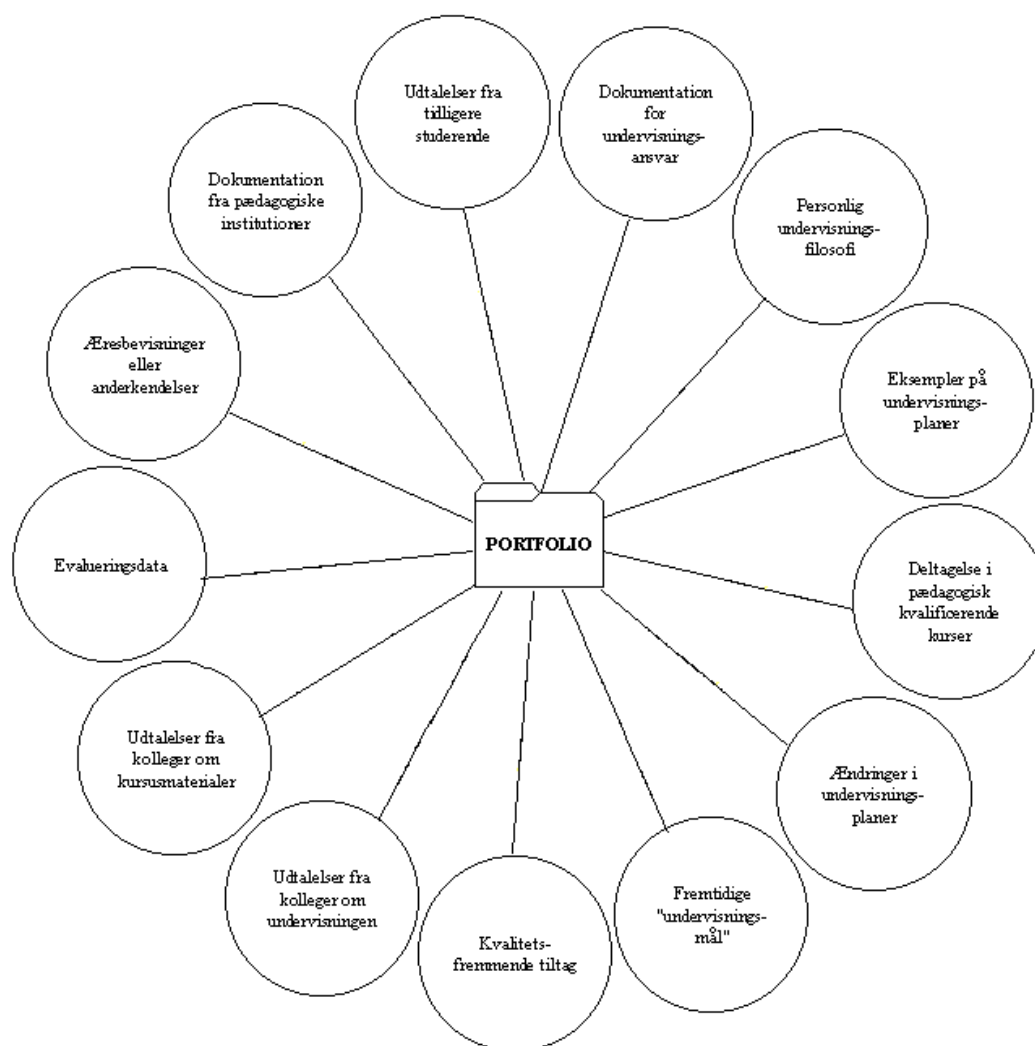 Udtalelser fra
tidligere
studerende
Dokumentation
for
undervisnings-
ansvar
Personlig
undervisnings-
filosofi
Eksempler på
undervisnings-
planer
Deltagelse i
pædagogisk
kvalificerende
kurser
Ændringer i
undervisnings-
planer
Fremtidige
"undervisnings-
mål"
Kvalitets-
fremmende tiltag
Udtalelser fra
kolleger om
undervisningen
Udtalelser fra
kolleger om
kursusmaterialer
Evalueringsdata
Æresbevisninger
eller
anderkendelser
Dokumentation
fra pædagogiske
institutioner
PORTFOLIO